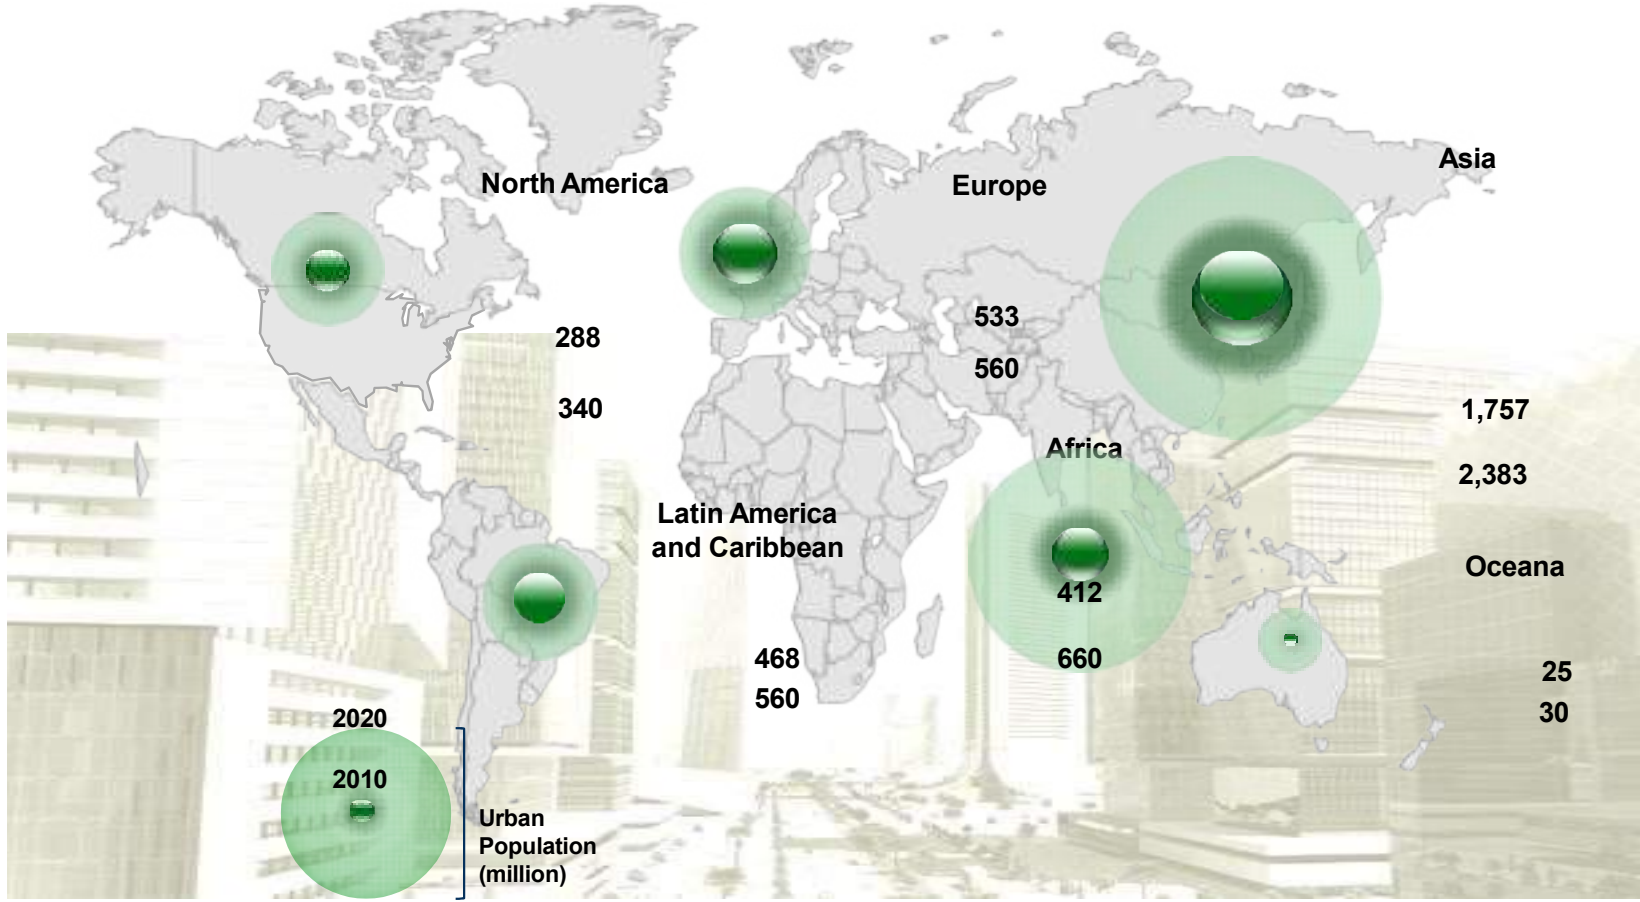 Asia
North America
Europe
533
288
560
340
1,757
Africa
2,383
Latin America
and Caribbean
Oceana
412
468
660
25
560
30
2020
2010
Urban
Population
(million)